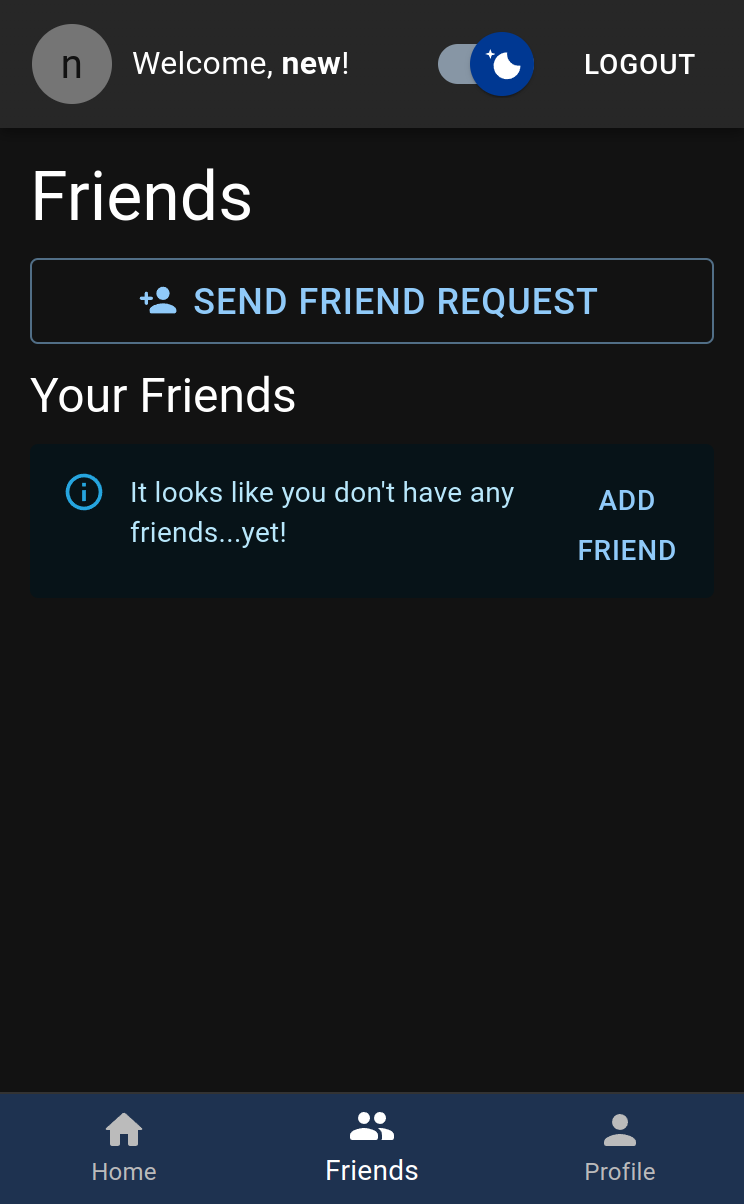 n
Welcome, new!
LOGOUT
Friends
SEND FRIEND REQUEST
Your Friends
It looks like you don't have any
friends...yet!
ADD
FRIEND
Home
Friends
Profile